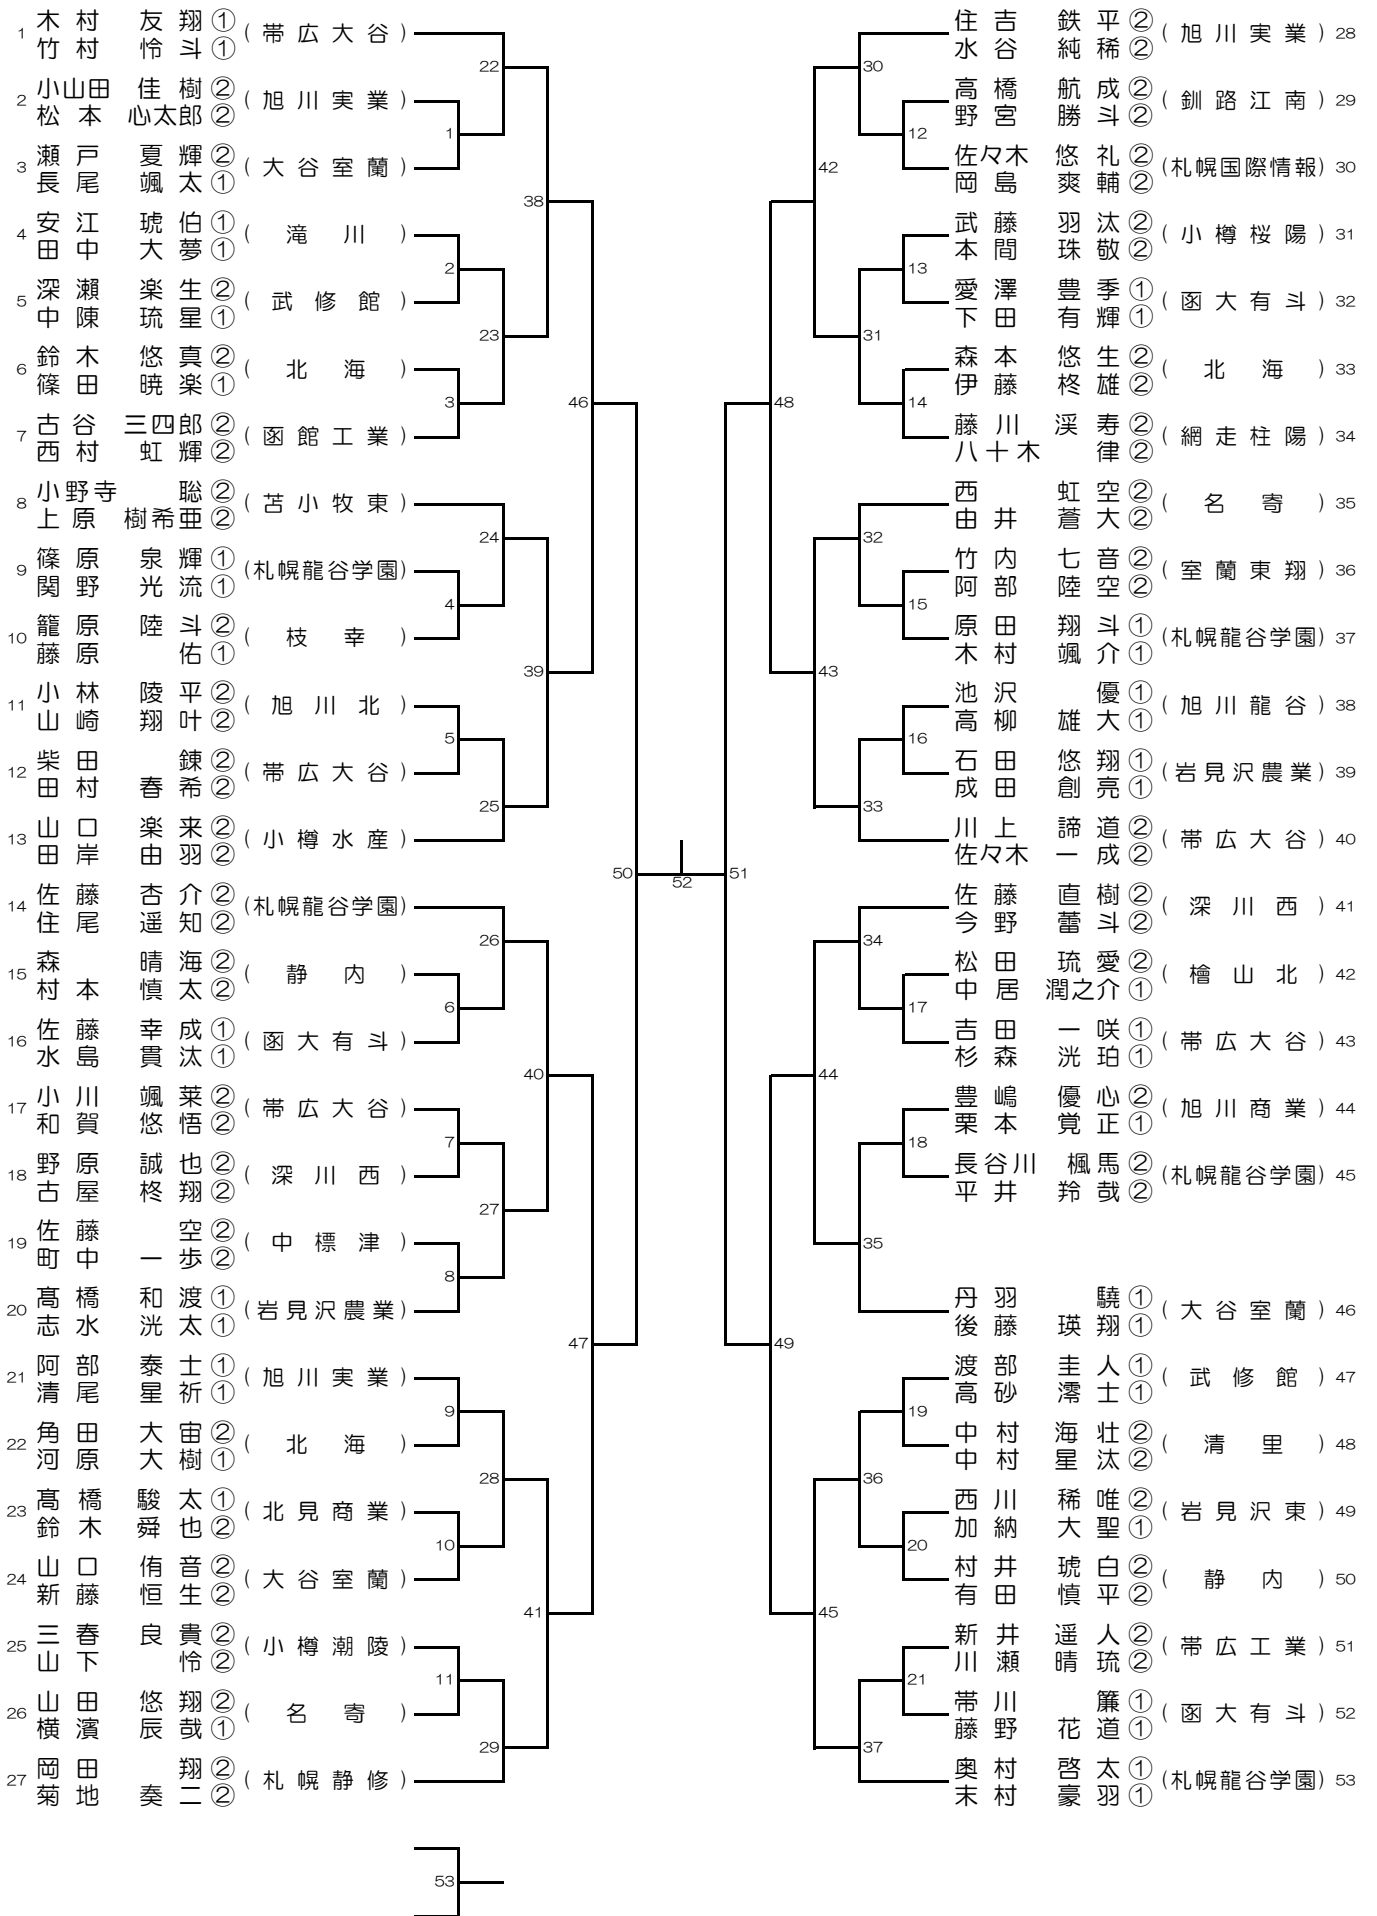 1 木村 友翔① (帯広大谷)
竹村 怜斗①
2 小山田 佳樹② (旭川実業)
松本 心太郎②
3 瀬戸 夏輝② (大谷室蘭)
長尾 颯太①
4 安江 琥伯① (滝川)
田中 大夢①
5 深瀬 楽生② (武修館)
中陳 琉星①
6 鈴木 悠真② (北海)
篠田 暁楽①
7 古谷 三四郎② (函館工業)
西村 虹輝②
8 小野寺 聡② (苫小牧東)
上原 樹希亜②
9 篠原 泉輝① (札幌龍谷学園)
関野 光流①
10 籠原 陸斗② (枝幸)
藤原 佑①
11 小林 陵平② (旭川北)
山崎 翔叶②
12 柴田 錬② (帯広大谷)
田村 春希②
13 山口 楽来② (小樽水産)
田岸 由羽②
14 佐藤 杏介② (札幌龍谷学園)
住尾 遥知②
15 森 晴海② (静内)
村本 慎太②
16 佐藤 幸成① (函大有斗)
水島 貫汰①
17 小川 颯莱② (帯広大谷)
和賀 悠悟②
18 野原 誠也② (深川西)
古屋 柊翔②
19 佐藤 空② (中標津)
町中 一歩②
20 髙橋 和渡① (岩見沢農業)
志水 洸太①
21 阿部 泰士① (旭川実業)
清尾 星祈①
22 角田 大宙② (北海)
河原 大樹①
23 髙橋 駿太① (北見商業)
鈴木 舜也②
24 山口 侑音② (大谷室蘭)
新藤 恒生②
25 三春 良貴② (小樽潮陵)
山下 怜②
26 山田 悠翔② (名寄)
横濱 辰哉①
27 岡田 翔② (札幌静修)
菊地 奏二②
22
1
38
2
23
3
46
24
4
39
5
25
50
26
6
40
7
27
8
47
9
28
10
41
11
29
53
52
30
12
42
13
31
14
48
32
15
43
16
33
51
34
17
44
18
35
49
19
36
20
45
21
37
住吉 鉄平② (旭川実業) 28
水谷 純稀②
高橋 航成② (釧路江南) 29
野宮 勝斗②
佐々木 悠礼② (札幌国際情報) 30
岡島 爽輔②
武藤 羽汰② (小樽桜陽) 31
本間 珠敬②
愛澤 豊季① (函大有斗) 32
下田 有輝①
森本 悠生② (北海) 33
伊藤 柊雄②
藤川 渓寿② (網走桂陽) 34
八十木 律②
西 虹空② (名寄) 35
由井 蒼大②
竹内 七音② (室蘭東翔) 36
阿部 陸空②
原田 翔斗① (札幌龍谷学園) 37
木村 颯介①
池沢 優① (旭川龍谷) 38
高柳 雄大①
石田 悠翔① (岩見沢農業) 39
成田 創亮①
川上 諦道② (帯広大谷) 40
佐々木 一成②
佐藤 直樹② (深川西) 41
今野 蕾斗②
松田 琉愛② (檜山北) 42
中居 潤之介①
吉田 一咲① (帯広大谷) 43
杉森 洸珀①
豊嶋 優心② (旭川商業) 44
栗本 覚正①
長谷川 楓馬② (札幌龍谷学園) 45
平井 羚哉②
丹羽 驍① (大谷室蘭) 46
後藤 瑛翔①
渡部 圭人① (武修館) 47
高砂 澪士①
中村 海壮② (清里) 48
中村 星汰②
西川 稀唯② (岩見沢東) 49
加納 大聖①
村井 琥白② (静内) 50
有田 慎平②
新井 遥人② (帯広工業) 51
川瀬 晴琉②
帯川 簾① (函大有斗) 52
藤野 花道①
奥村 啓太① (札幌龍谷学園) 53
末村 豪羽①